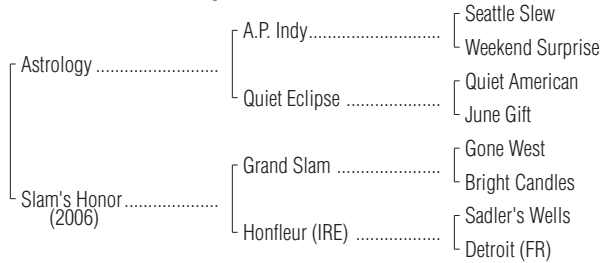 Seattle Slew
A.P. Indy...........................
Weekend Surprise
Astrology .........................
Quiet American
Quiet Eclipse ....................
June Gift
Gone West
Grand Slam ......................
Bright Candles
Slam's Honor....................
(2006)
Sadler's Wells
Honfleur (IRE) ..................
Detroit (FR)